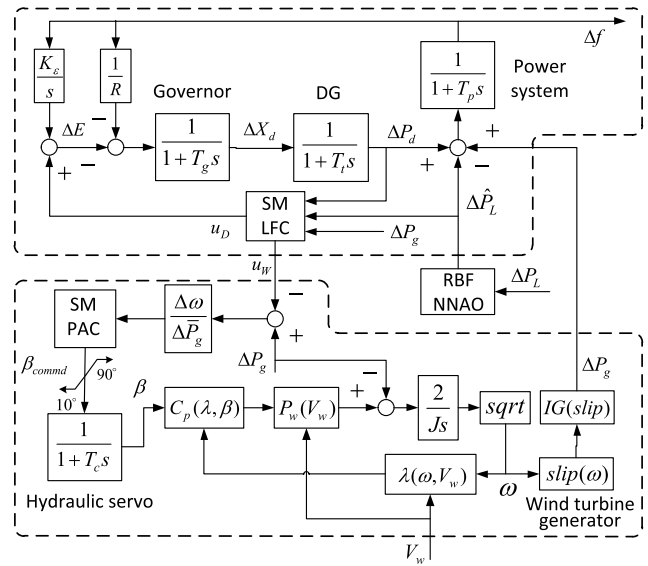 Δf
K_ε
s
1
R
1
1+T_p s
Power
system
Governor
DG
ΔE
−
−
+
1
1+T_g s
ΔX_d
1
1+T_t s
ΔP_d
+
+
−
u_D
SM
LFC
ΔP̂_L
ΔP_g
u_W
RBF
NNAO
ΔP_L
SM
PAC
Δω
ΔP̄_g
−
+
ΔP_g
β_commd
90°
10°
β
1
1+T_c s
Hydraulic servo
C_p(λ,β)
P_w(V_w)
+
−
2
Js
sqrt
IG(slip)
ΔP_g
λ(ω,V_w)
ω
slip(ω)
Wind turbine
generator
V_w